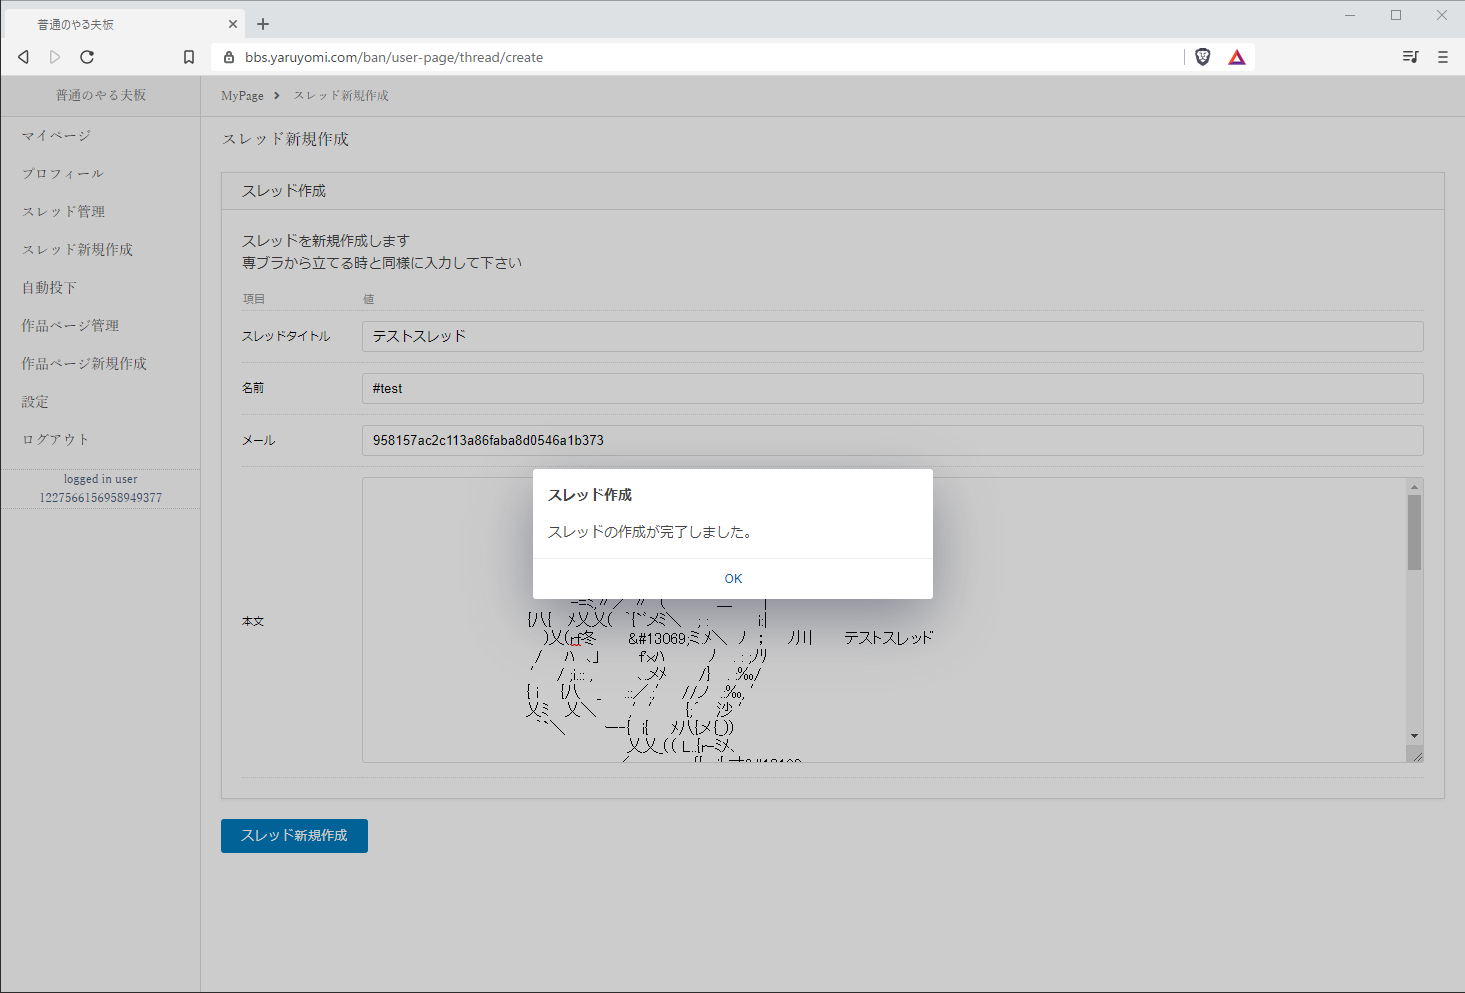 普通のやる夫板
bbs.yaruyomi.com/ban/user-page/thread/create
普通のやる夫板
MyPage
スレッド新規作成
マイページ
プロフィール
スレッド管理
スレッド新規作成
自動投下
作品ページ管理
作品ページ新規作成
設定
ログアウト
logged in user
1227566156958949377
スレッド新規作成
スレッド作成
スレッドを新規作成します
専ブラから立てる時と同様に入力して下さい
項目 値
スレッドタイトル テストスレッド
名前 #test
メール 958157ac2c113a86faba8d0546a1b373
本文
テストスレッド
スレッド作成
スレッドの作成が完了しました。
OK
スレッド新規作成